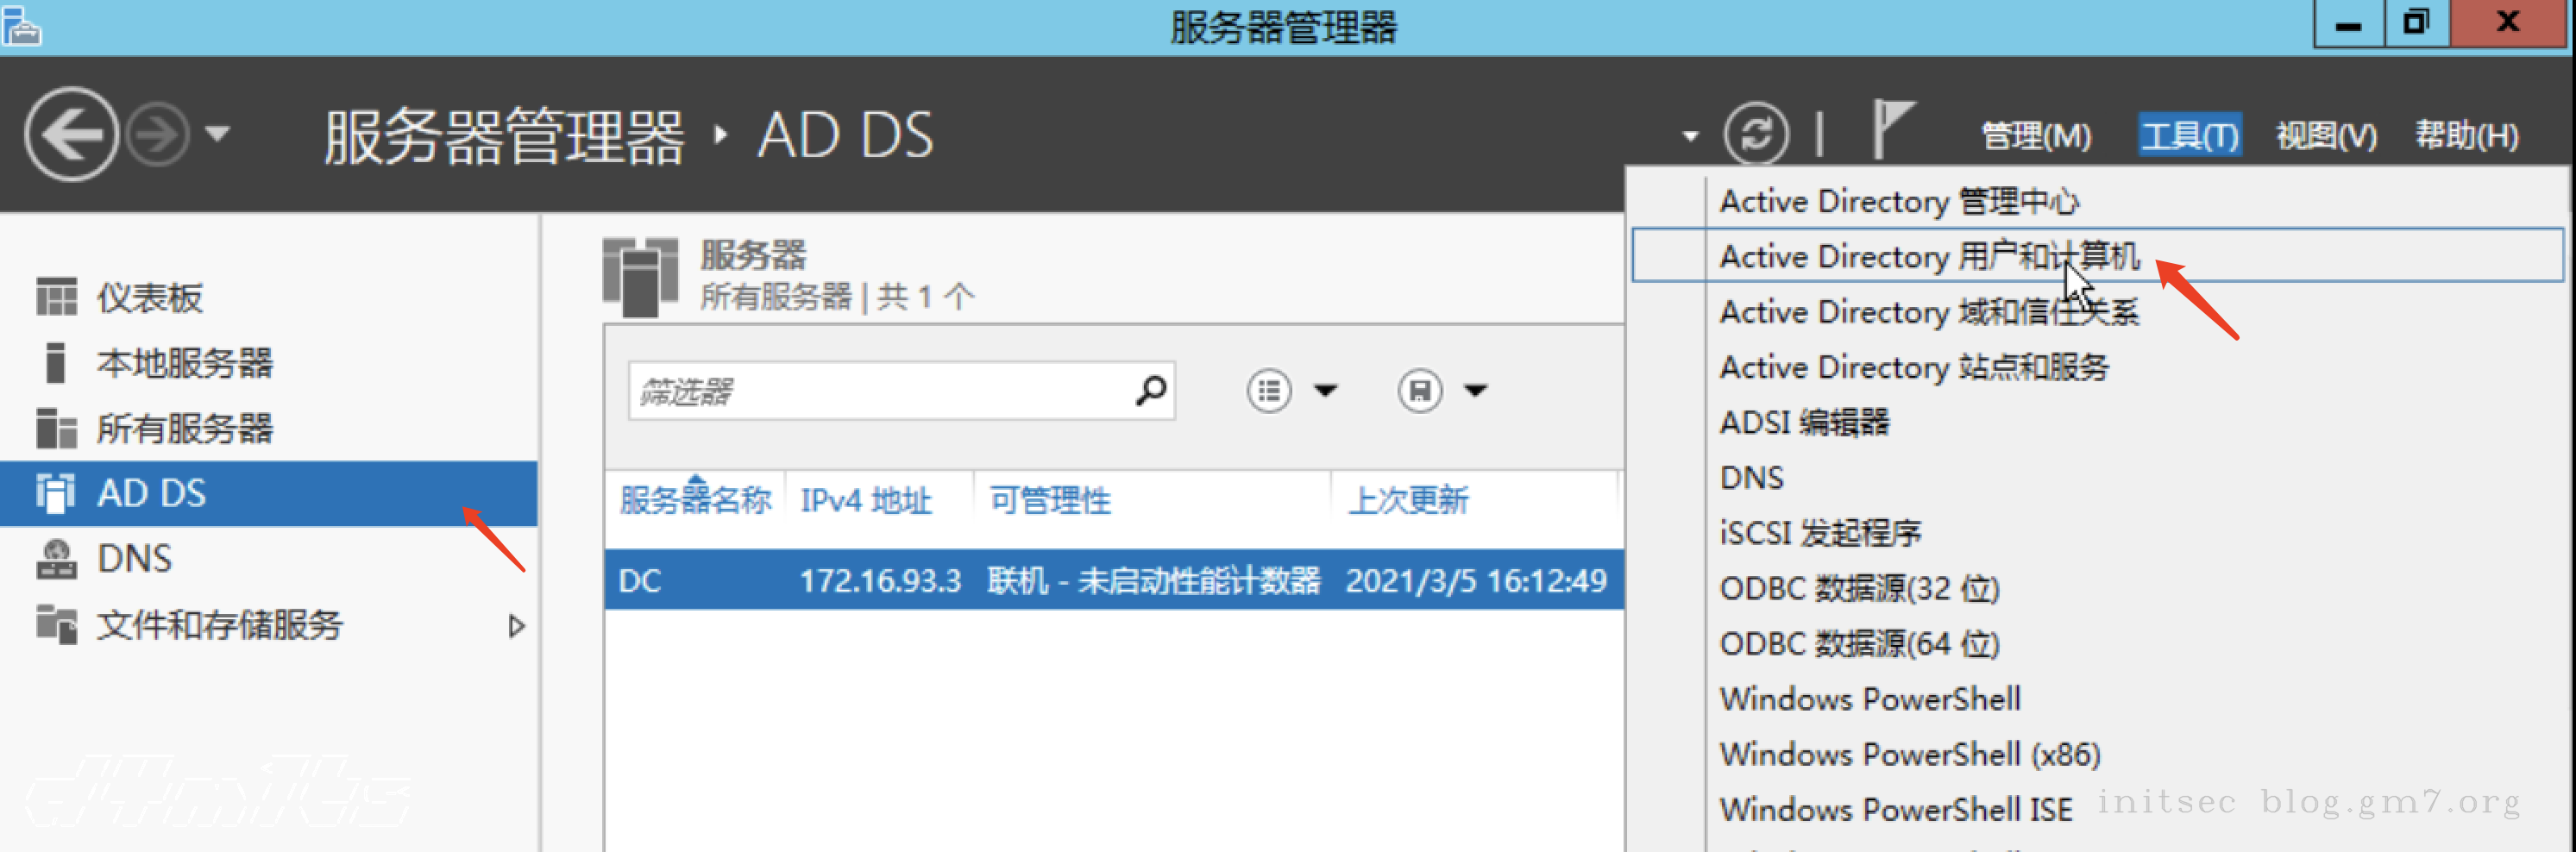 服务器管理器
服务器管理器 ▸ AD DS
管理(M) 工具(T) 视图(V) 帮助(H)
仪表板
本地服务器
所有服务器
AD DS
DNS
文件和存储服务
服务器
所有服务器 | 共 1 个
筛选器
服务器名称 IPv4 地址 可管理性 上次更新
DC 172.16.93.3 联机 - 未启动性能计数器 2021/3/5 16:12:49
Active Directory 管理中心
Active Directory 用户和计算机
Active Directory 域和信任关系
Active Directory 站点和服务
ADSI 编辑器
DNS
iSCSI 发起程序
ODBC 数据源(32 位)
ODBC 数据源(64 位)
Windows PowerShell
Windows PowerShell (x86)
Windows PowerShell ISE
initsec blog.gm7.org
d4m1ts